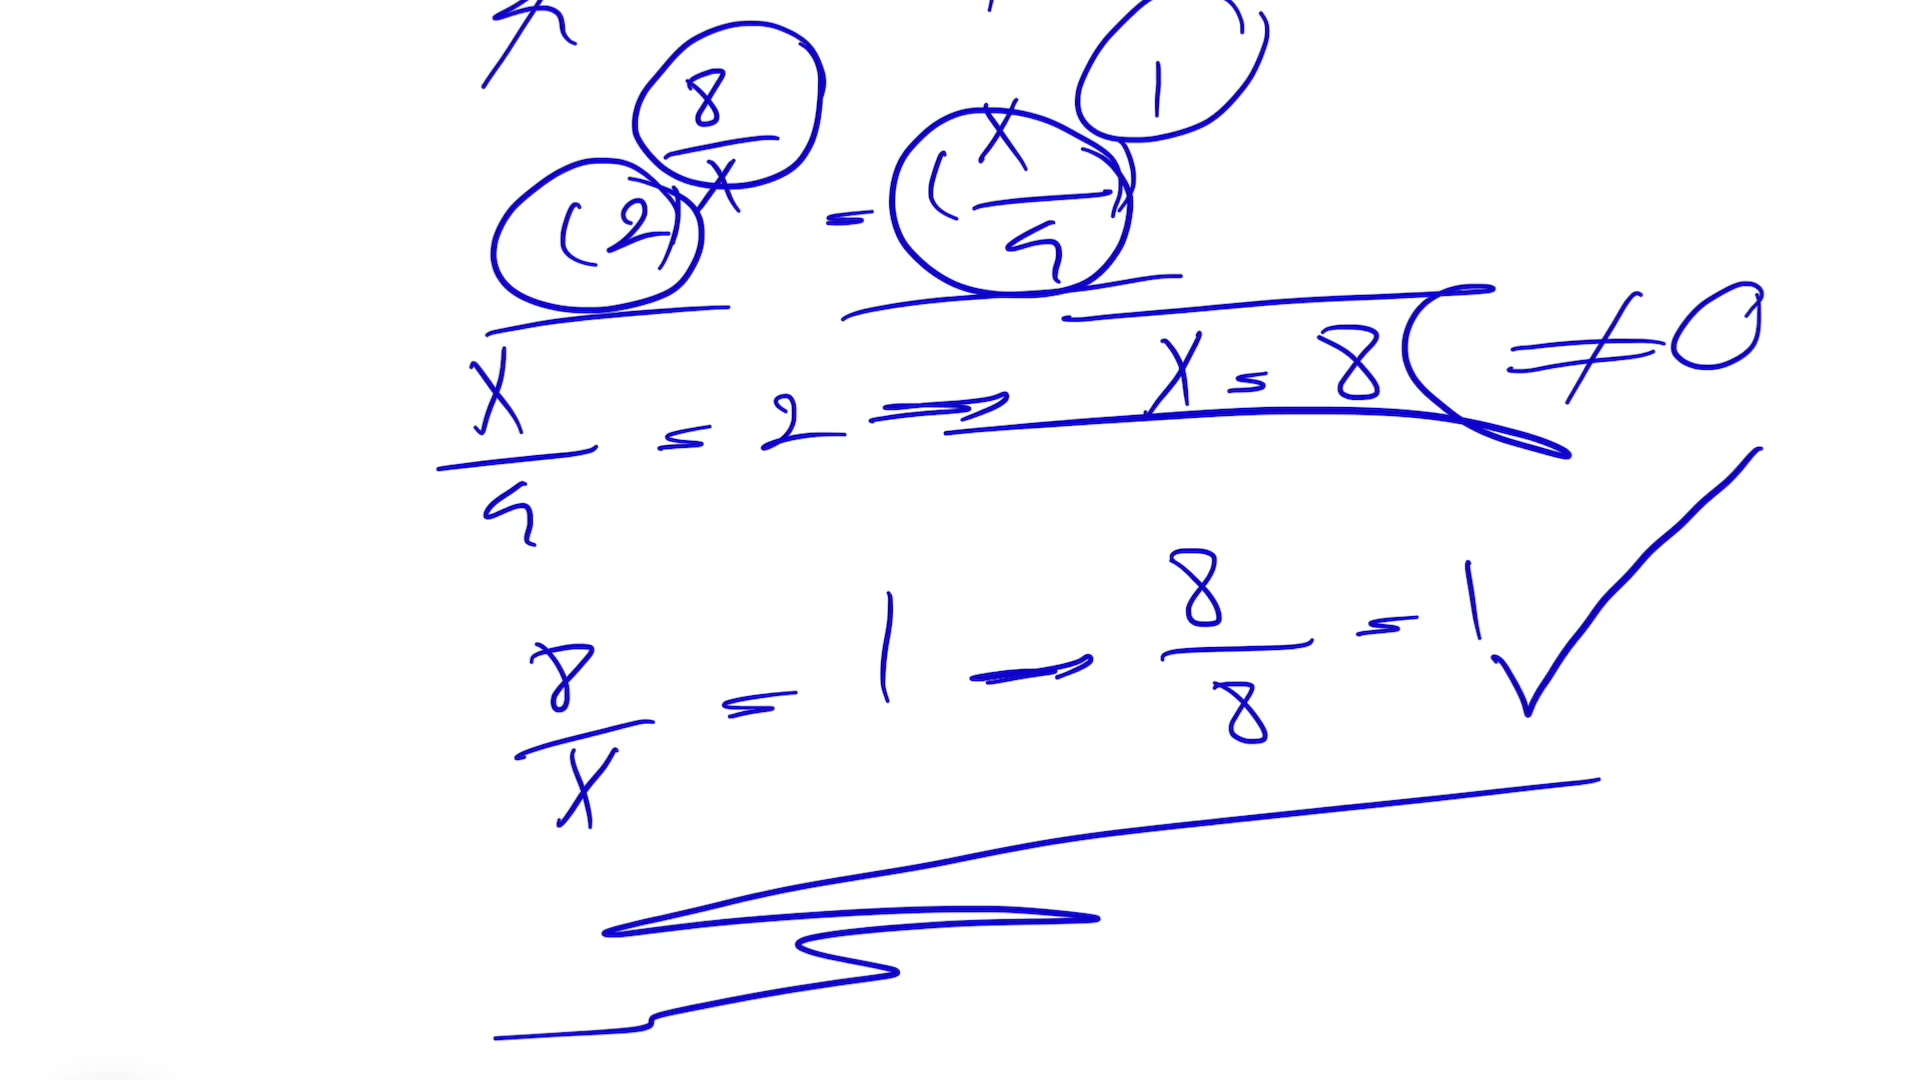 (2)^(8/x) = (x/4)^1
x/4 = 2 ⇒ x = 8 ≠ 0
8/x = 1 → 8/8 = 1 ✓